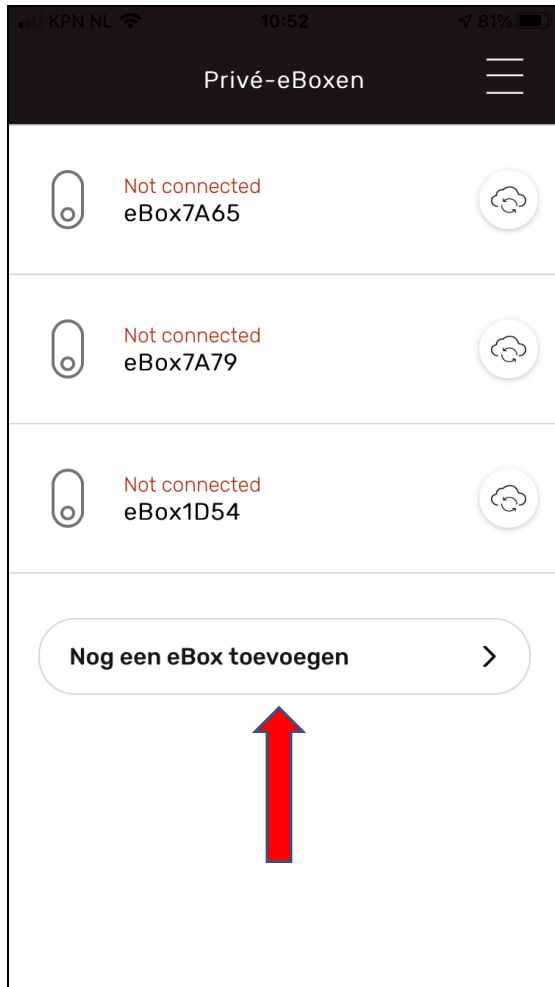 KPN NL 10:52 81%
Privé-eBoxen
Not connected
eBox7A65
Not connected
eBox7A79
Not connected
eBox1D54
Nog een eBox toevoegen